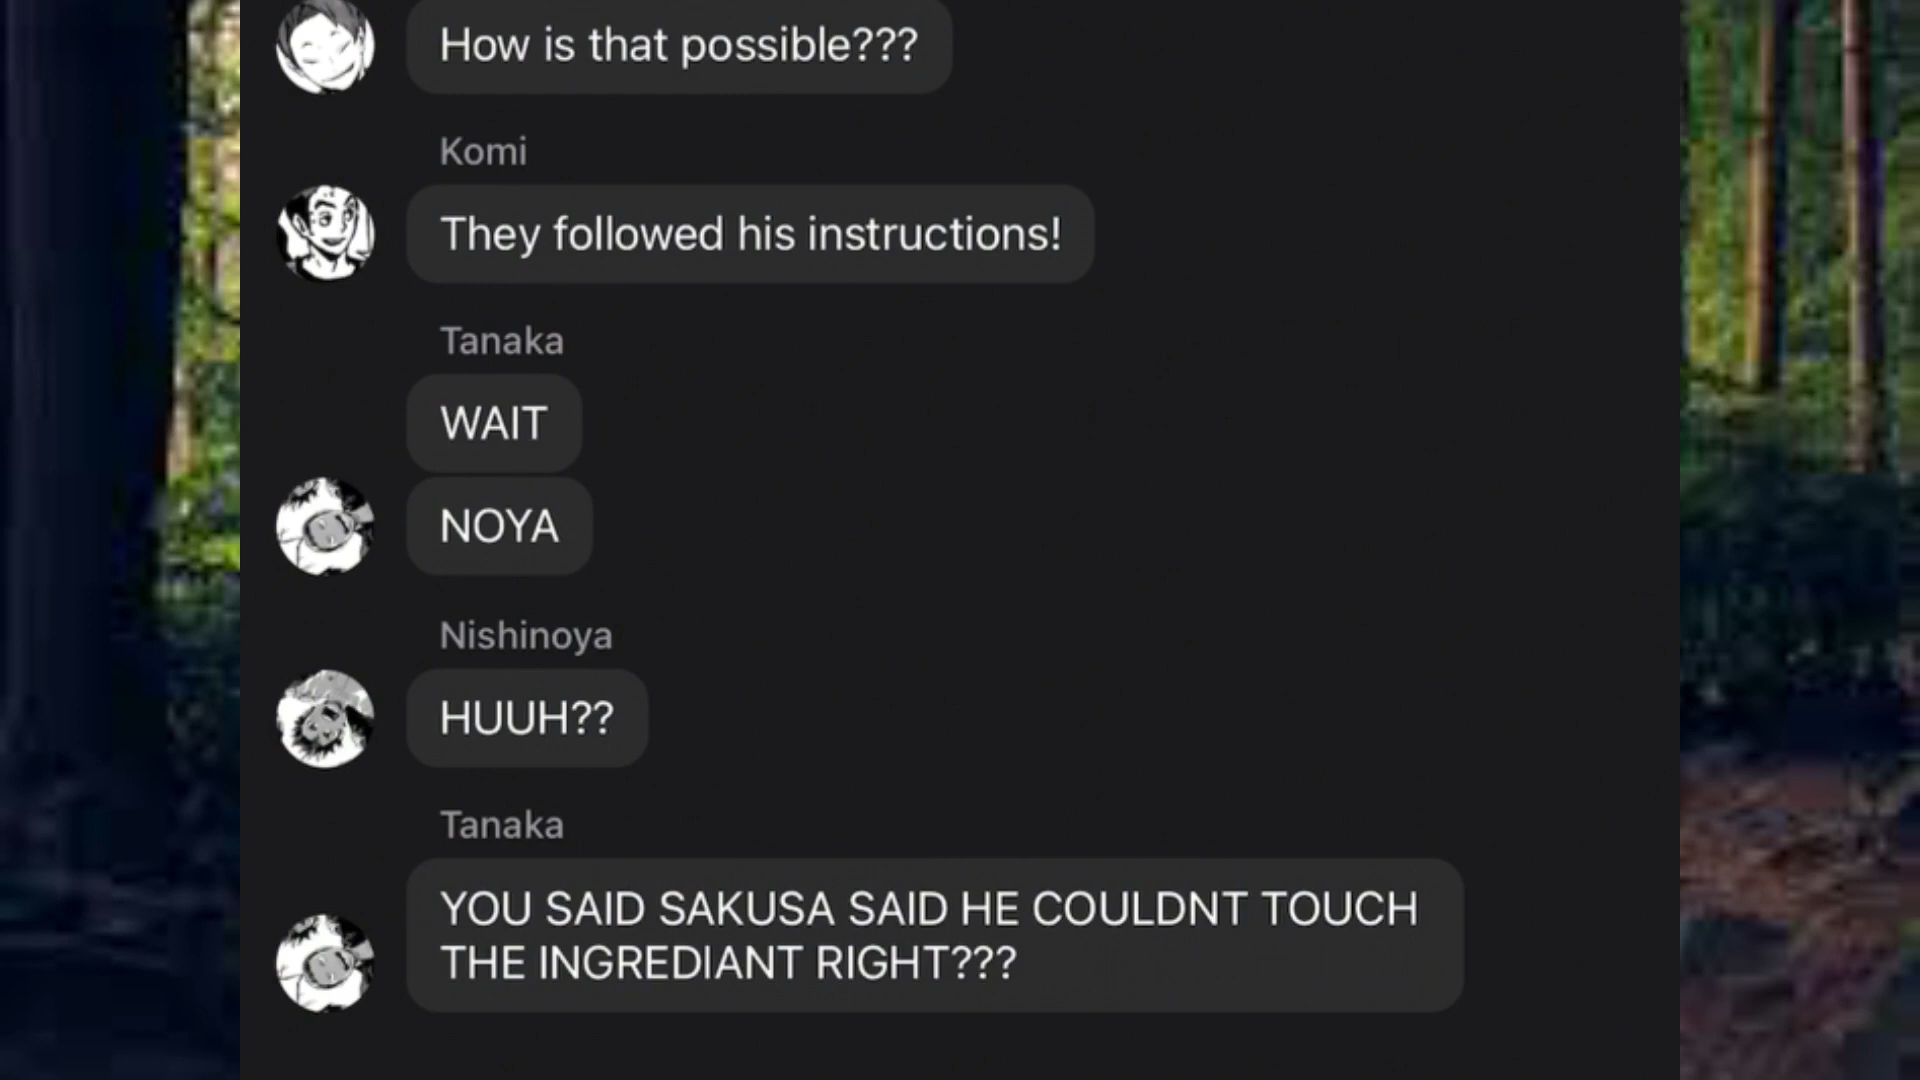 How is that possible???
Komi
They followed his instructions!
Tanaka
WAIT
NOYA
Nishinoya
HUUH??
Tanaka
YOU SAID SAKUSA SAID HE COULDNT TOUCH
THE INGREDIANT RIGHT???